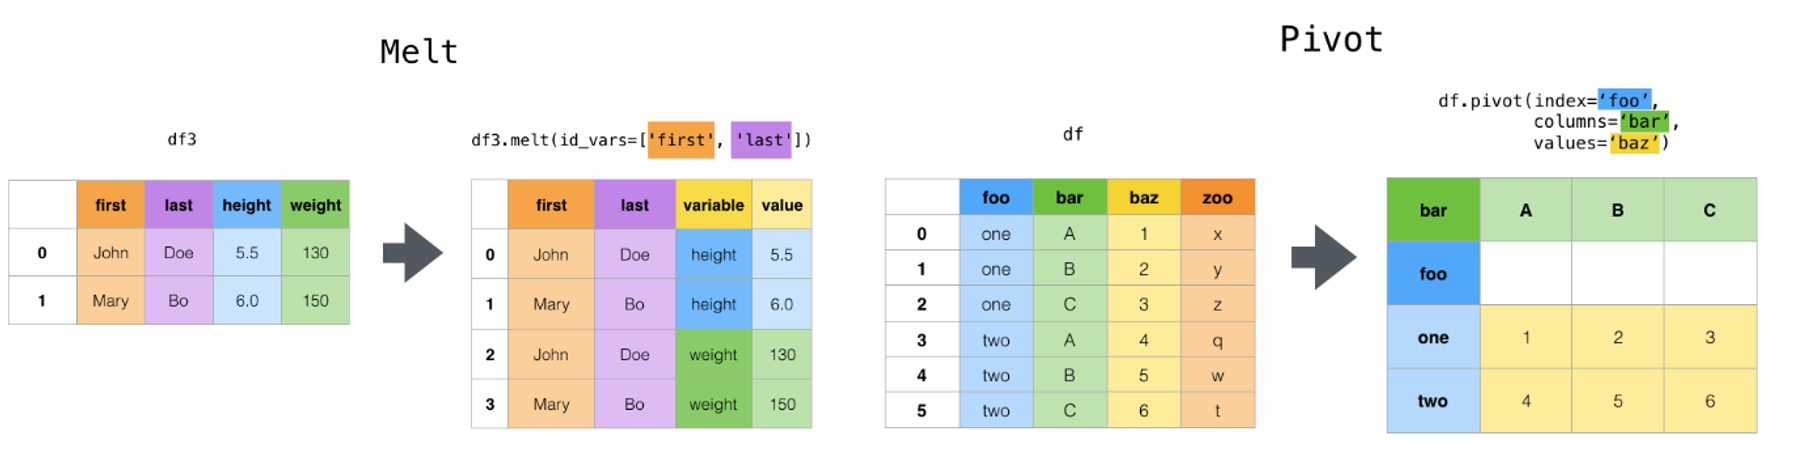 Melt
df3
first last height weight
0 John Doe 5.5 130
1 Mary Bo 6.0 150
df3.melt(id_vars=['first', 'last'])
first last variable value
0 John Doe height 5.5
1 Mary Bo height 6.0
2 John Doe weight 130
3 Mary Bo weight 150
Pivot
df
foo bar baz zoo
0 one A 1 x
1 one B 2 y
2 one C 3 z
3 two A 4 q
4 two B 5 w
5 two C 6 t
df.pivot(index=‘foo’,
columns=‘bar’,
values=‘baz’)
bar A B C
foo
one 1 2 3
two 4 5 6